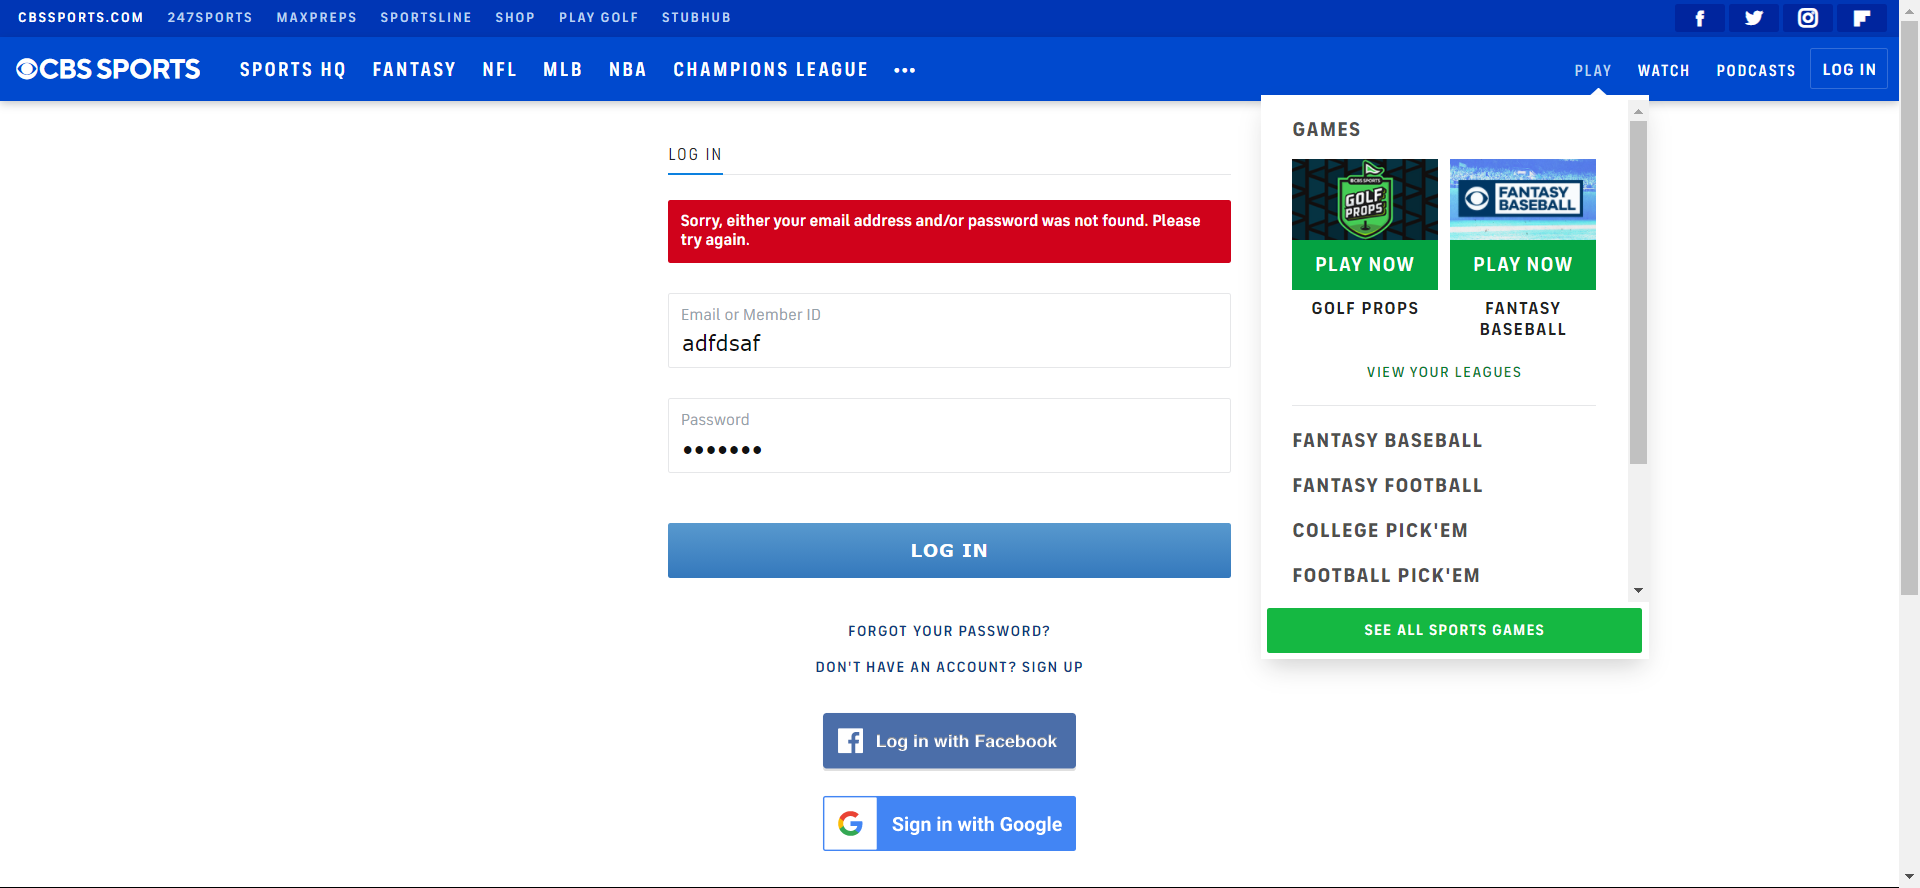 CBSSPORTS.COM 247SPORTS MAXPREPS SPORTSLINE SHOP PLAY GOLF STUBHUB
CBS SPORTS SPORTS HQ FANTASY NFL MLB NBA CHAMPIONS LEAGUE ••• PLAY WATCH PODCASTS LOG IN
LOG IN
Sorry, either your email address and/or password was not found. Please
try again.
Email or Member ID
adfdsaf
Password
•••••••
LOG IN
FORGOT YOUR PASSWORD?
DON'T HAVE AN ACCOUNT? SIGN UP
Log in with Facebook
Sign in with Google
GAMES
CBS SPORTS
GOLF
PROPS
PLAY NOW
GOLF PROPS
FANTASY
BASEBALL
PLAY NOW
FANTASY
BASEBALL
VIEW YOUR LEAGUES
FANTASY BASEBALL
FANTASY FOOTBALL
COLLEGE PICK'EM
FOOTBALL PICK'EM
SEE ALL SPORTS GAMES